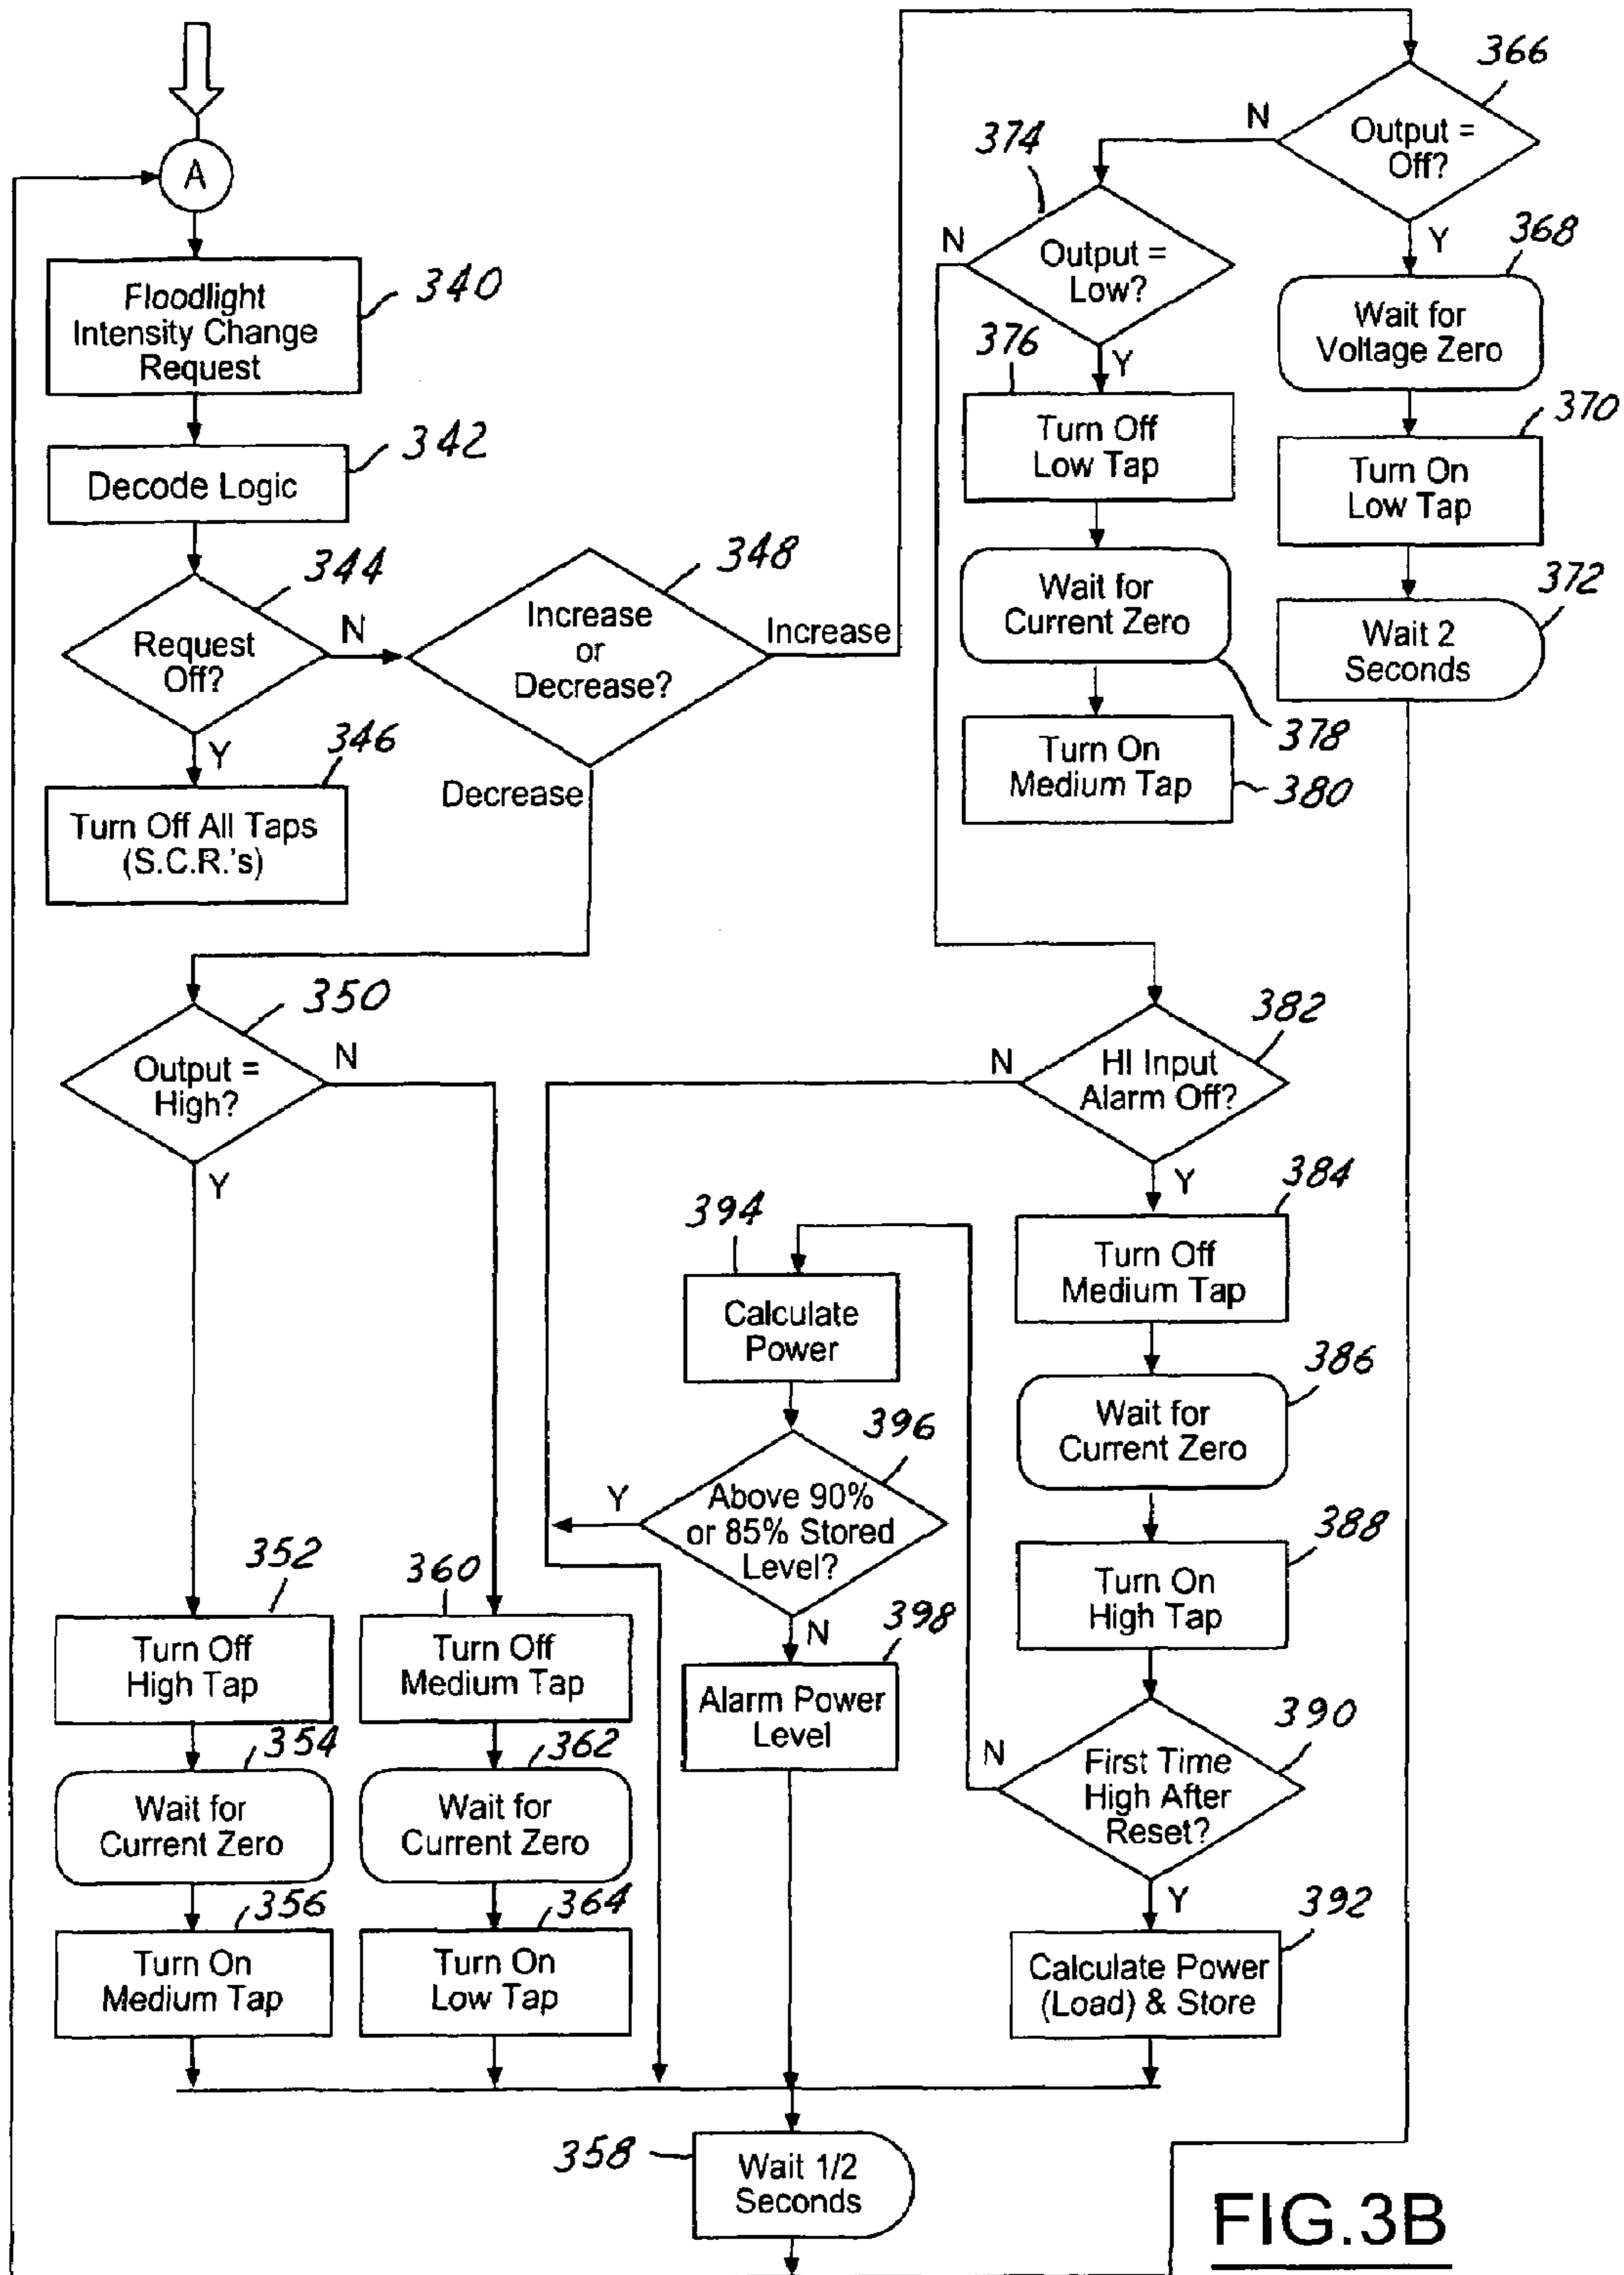 A
340
Floodlight
Intensity Change
Request
342
Decode Logic
344
Request
Off?
N
Y
346
Turn Off All Taps
(S.C.R.'s)
348
Increase
or
Decrease?
Increase
Decrease
366
Output =
Off?
N
Y
368
Wait for
Voltage Zero
370
Turn On
Low Tap
372
Wait 2
Seconds
374
Output =
Low?
N
Y
376
Turn Off
Low Tap
Wait for
Current Zero
378
Turn On
Medium Tap
380
350
Output =
High?
N
Y
352
Turn Off
High Tap
354
Wait for
Current Zero
356
Turn On
Medium Tap
360
Turn Off
Medium Tap
362
Wait for
Current Zero
364
Turn On
Low Tap
382
HI Input
Alarm Off?
N
Y
384
Turn Off
Medium Tap
386
Wait for
Current Zero
388
Turn On
High Tap
390
First Time
High After
Reset?
N
Y
392
Calculate Power
(Load) & Store
394
Calculate
Power
396
Above 90%
or 85% Stored
Level?
Y
N
398
Alarm Power
Level
358
Wait 1/2
Seconds
FIG.3B